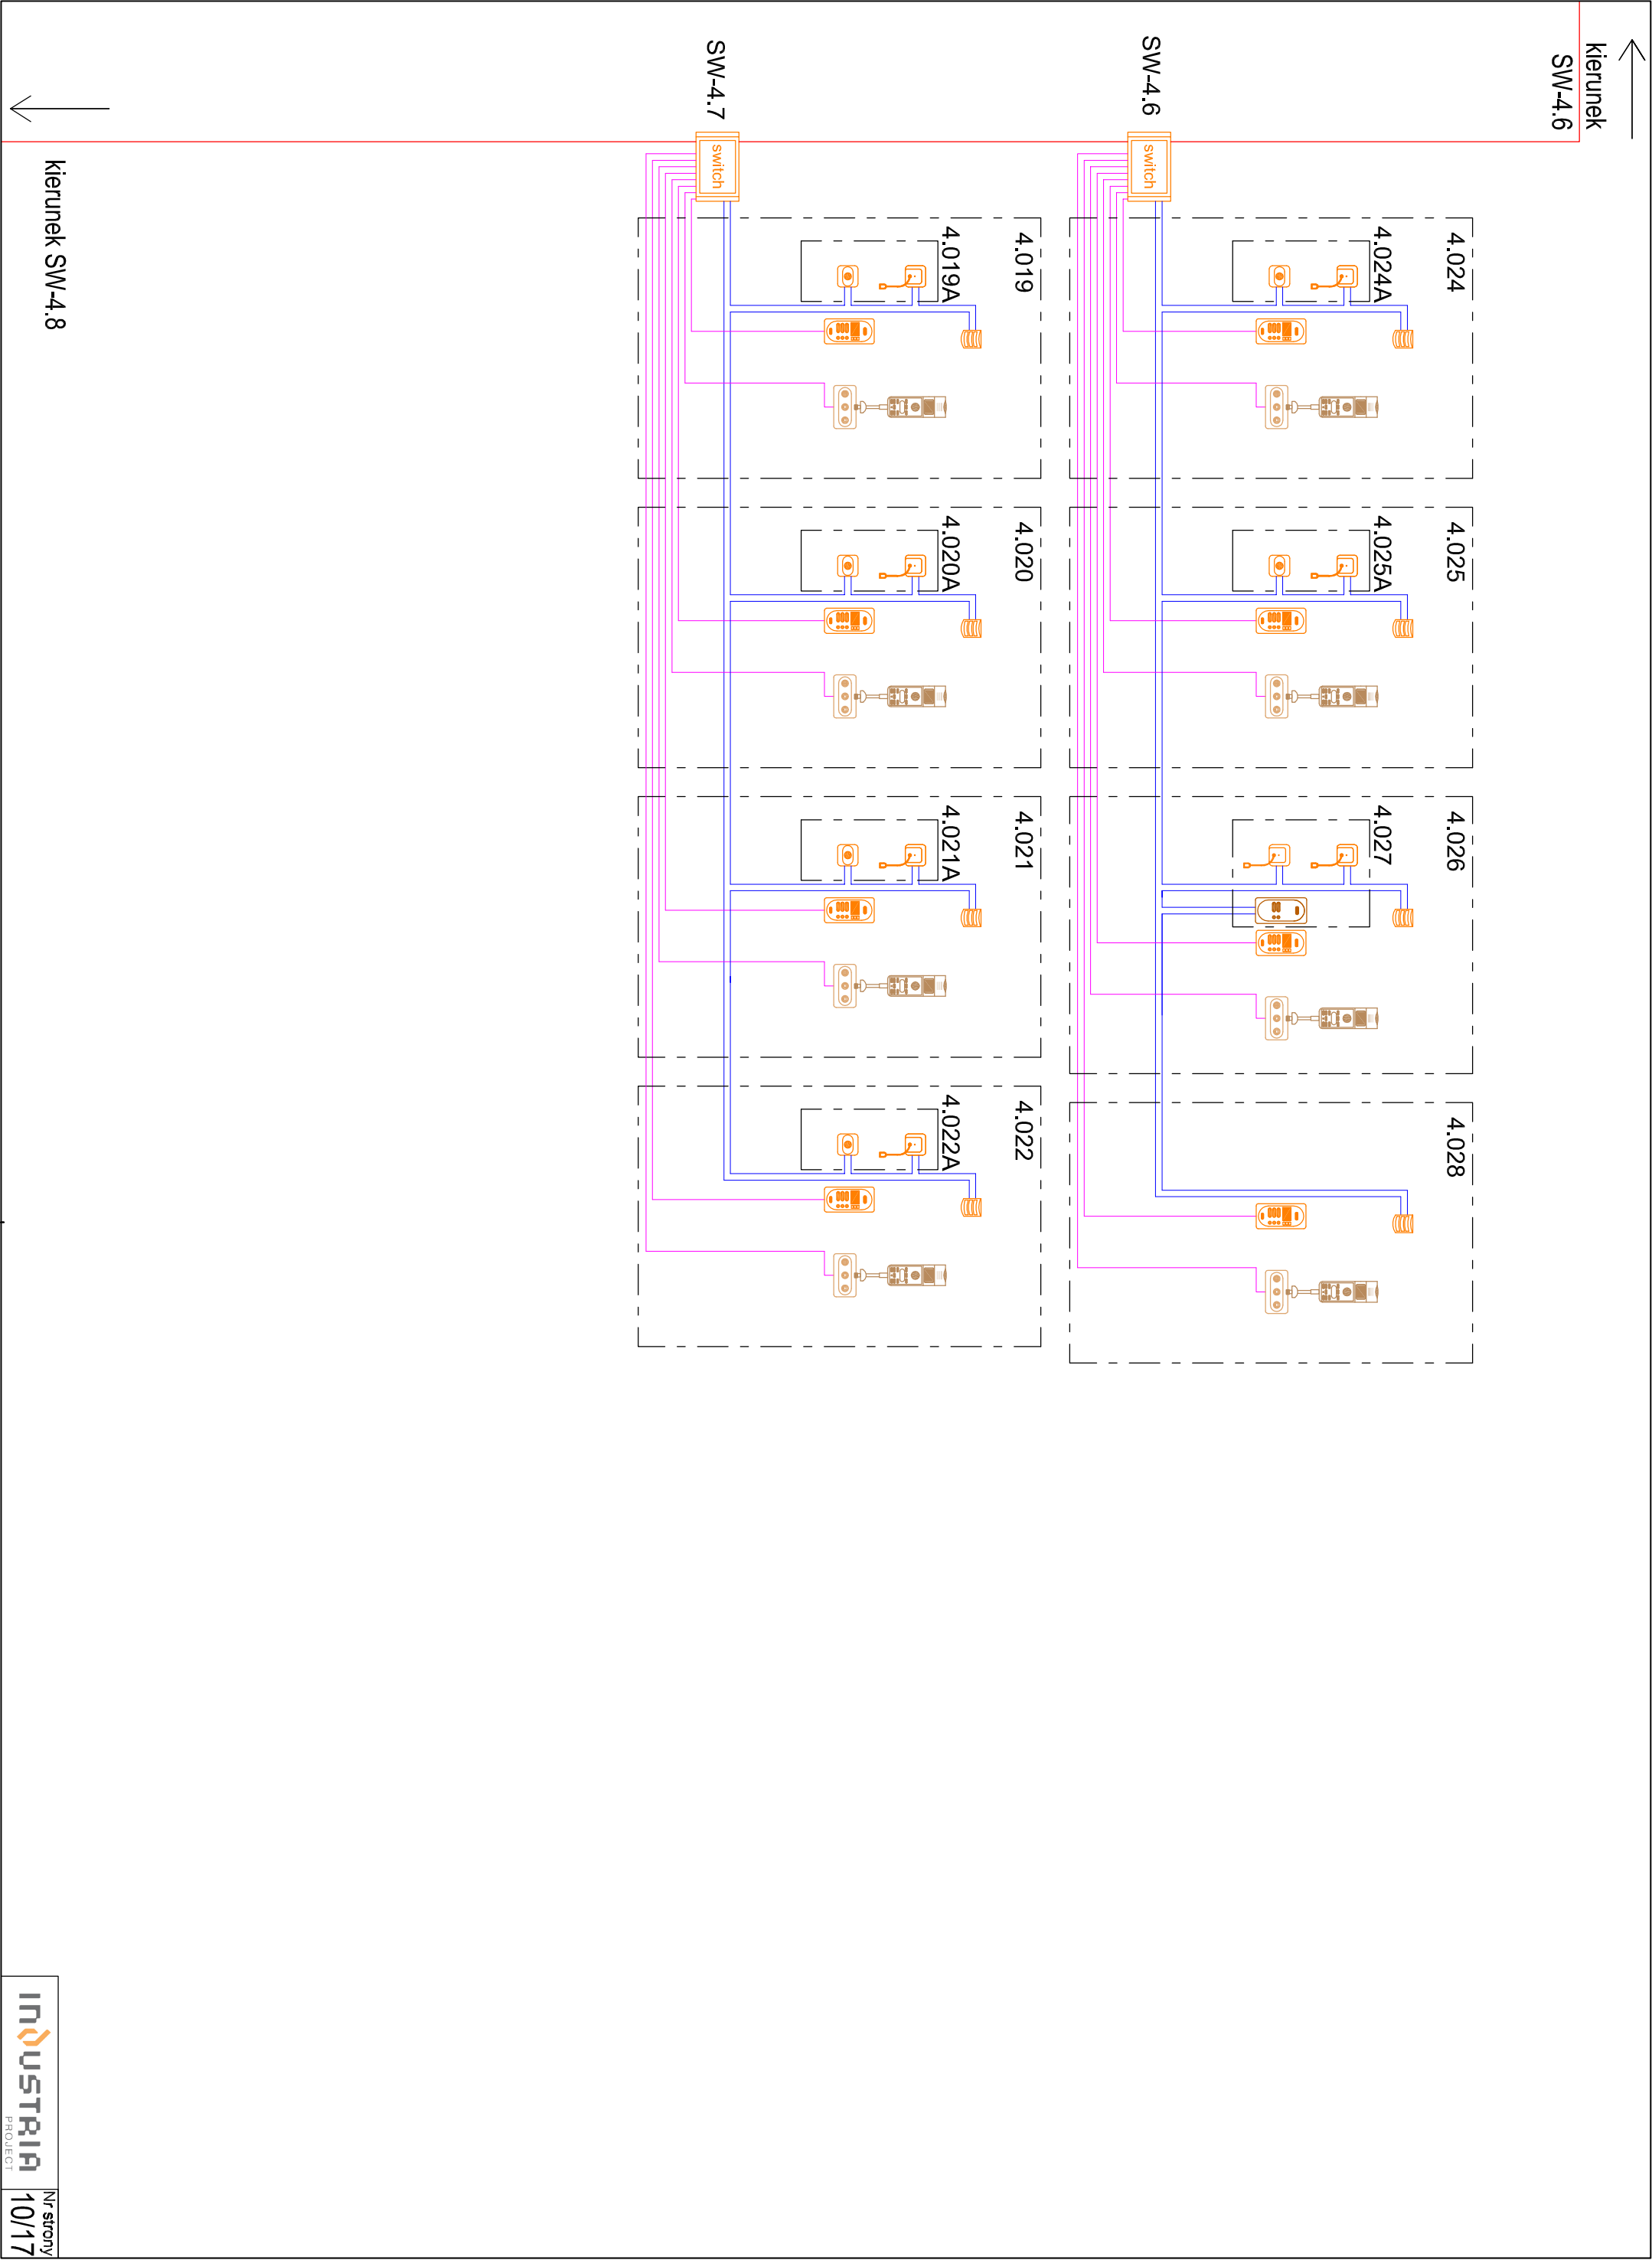 kierunek
SW-4.6
SW-4.6
switch
4.024
4.024A
4.025
4.025A
4.026
4.027
4.028
SW-4.7
switch
4.019
4.019A
4.020
4.020A
4.021
4.021A
4.022
4.022A
kierunek SW-4.8
INDUSTRIA
PROJECT
Nr strony
10/17